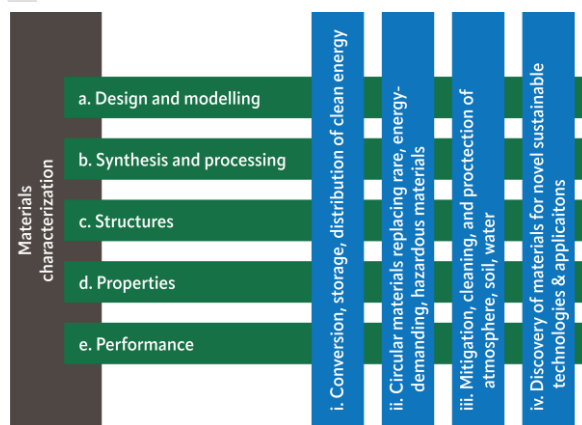 Materials
characterization
a. Design and modelling
b. Synthesis and processing
c. Structures
d. Properties
e. Performance
i. Conversion, storage, distribution of clean energy
ii. Circular materials replacing rare, energy-
demanding, hazardous materials
iii. Mitigation, cleaning, and proctection of
atmosphere, soil, water
iv. Discovery of materials for novel sustainable
technologies & applicaitons